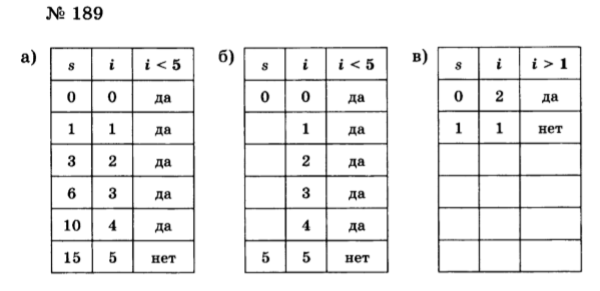 № 189
а) s i i < 5 б) s i i < 5 в) s i i > 1
0 0 да 0 0 да 0 2 да
1 1 да 1 да 1 1 нет
3 2 да 2 да
6 3 да 3 да
10 4 да 4 да
15 5 нет 5 5 нет